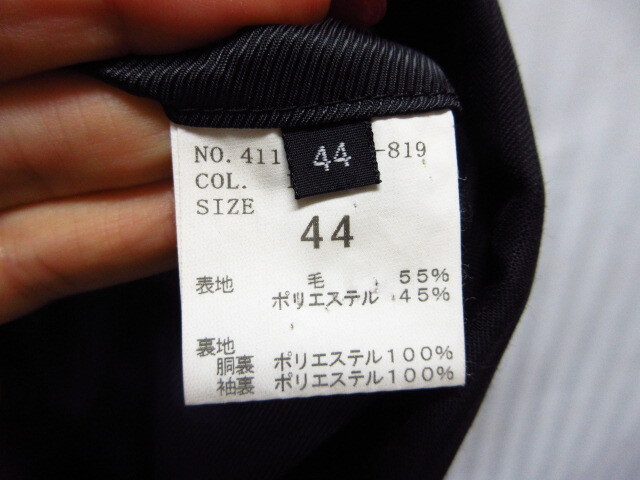 NO. 411 -819
44
COL.
SIZE
44
表地 毛 55%
ポリエステル 45%
裏地
胴裏 ポリエステル100%
袖裏 ポリエステル100%